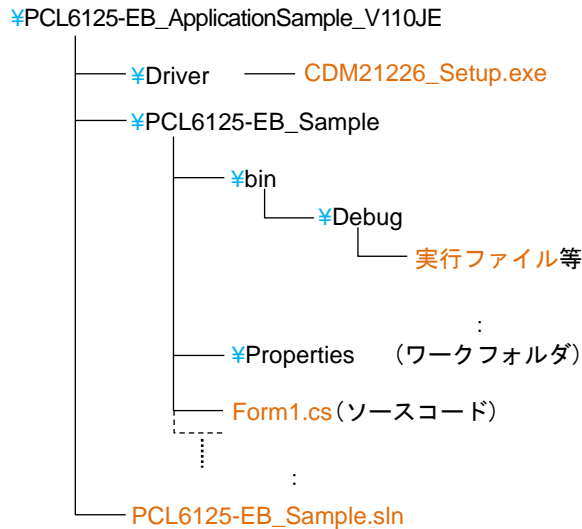 ¥PCL6125-EB_ApplicationSample_V110JE
¥Driver CDM21226_Setup.exe
¥PCL6125-EB_Sample
¥bin
¥Debug
実行ファイル等
:
¥Properties （ワークフォルダ）
Form1.cs（ソースコード）
:
PCL6125-EB_Sample.sln